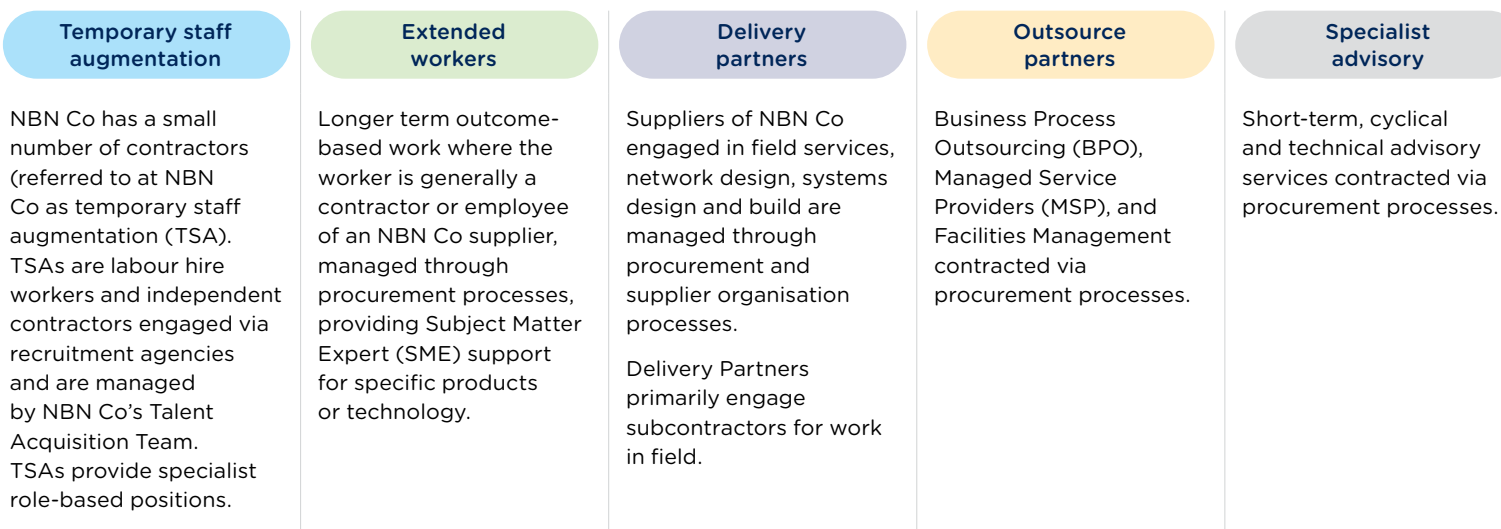 Temporary staff
augmentation
NBN Co has a small
number of contractors
(referred to at NBN
Co as temporary staff
augmentation (TSA).
TSAs are labour hire
workers and independent
contractors engaged via
recruitment agencies
and are managed
by NBN Co’s Talent
Acquisition Team.
TSAs provide specialist
role-based positions.
Extended
workers
Longer term outcome-
based work where the
worker is generally a
contractor or employee
of an NBN Co supplier,
managed through
procurement processes,
providing Subject Matter
Expert (SME) support
for specific products
or technology.
Delivery
partners
Suppliers of NBN Co
engaged in field services,
network design, systems
design and build are
managed through
procurement and
supplier organisation
processes.
Delivery Partners
primarily engage
subcontractors for work
in field.
Outsource
partners
Business Process
Outsourcing (BPO),
Managed Service
Providers (MSP), and
Facilities Management
contracted via
procurement processes.
Specialist
advisory
Short-term, cyclical
and technical advisory
services contracted via
procurement processes.